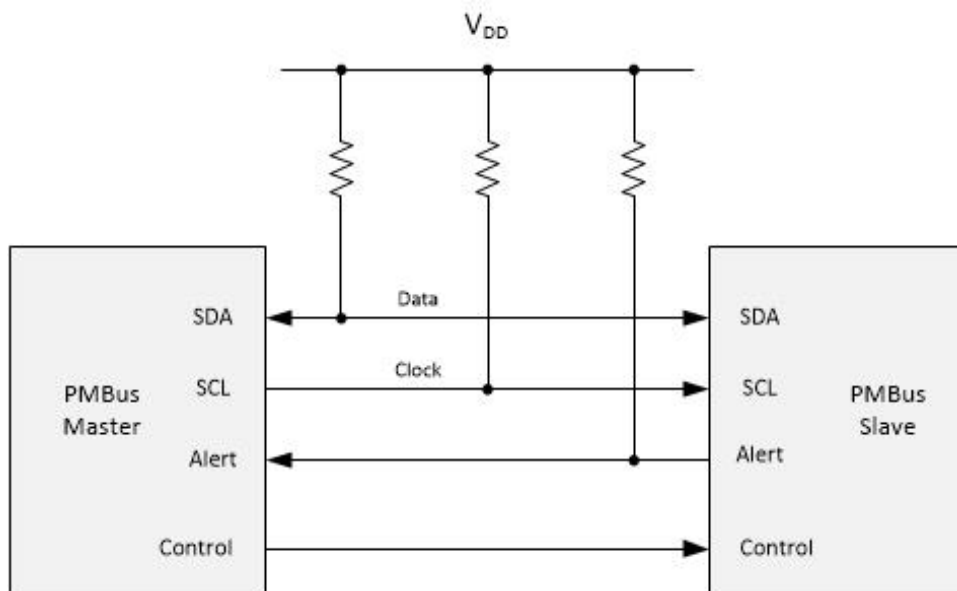 VDD
Data
SDA
SDA
Clock
SCL
SCL
PMBus
Master
PMBus
Slave
Alert
Alert
Control
Control